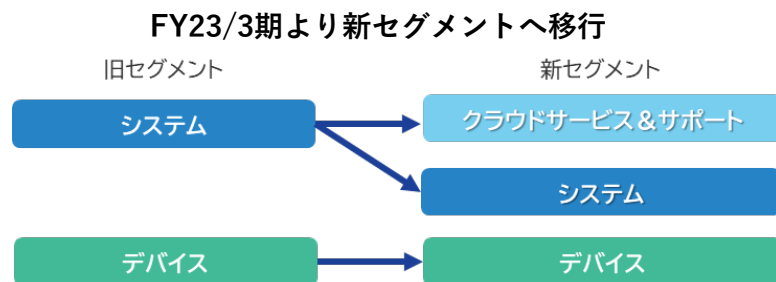 FY23/3期より新セグメントへ移行
旧セグメント
新セグメント
システム
クラウドサービス&サポート
システム
デバイス
デバイス